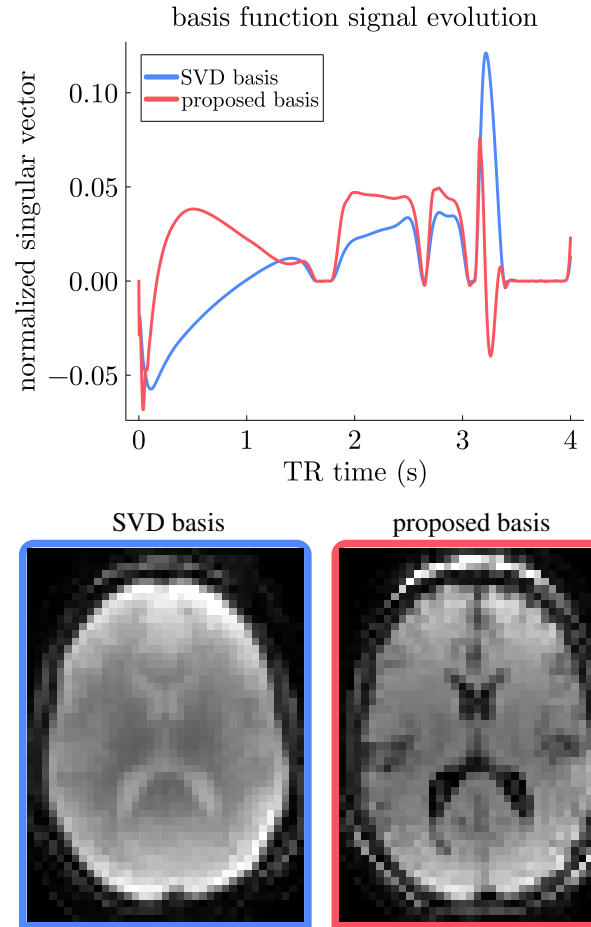 basis function signal evolution
SVD basis
proposed basis
normalized singular vector
0.10
0.05
0.00
−0.05
0 1 2 3 4
TR time (s)
SVD basis proposed basis